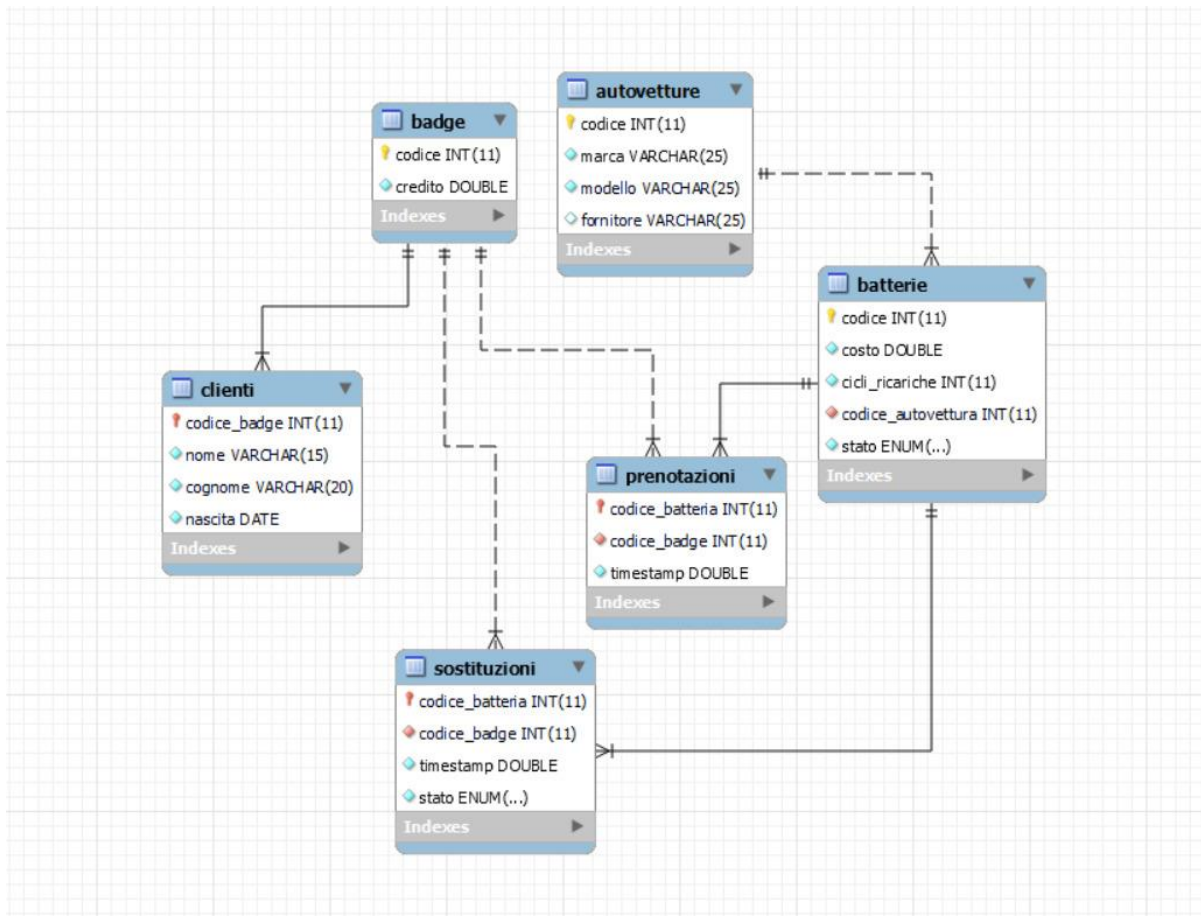 badge
codice INT(11)
credito DOUBLE
Indexes
autovetture
codice INT(11)
marca VARCHAR(25)
modello VARCHAR(25)
fornitore VARCHAR(25)
Indexes
batterie
codice INT(11)
costo DOUBLE
cicli_ricariche INT(11)
codice_autovettura INT(11)
stato ENUM(...)
Indexes
clienti
codice_badge INT(11)
nome VARCHAR(15)
cognome VARCHAR(20)
nascita DATE
Indexes
prenotazioni
codice_batteria INT(11)
codice_badge INT(11)
timestamp DOUBLE
Indexes
sostituzioni
codice_batteria INT(11)
codice_badge INT(11)
timestamp DOUBLE
stato ENUM(...)
Indexes